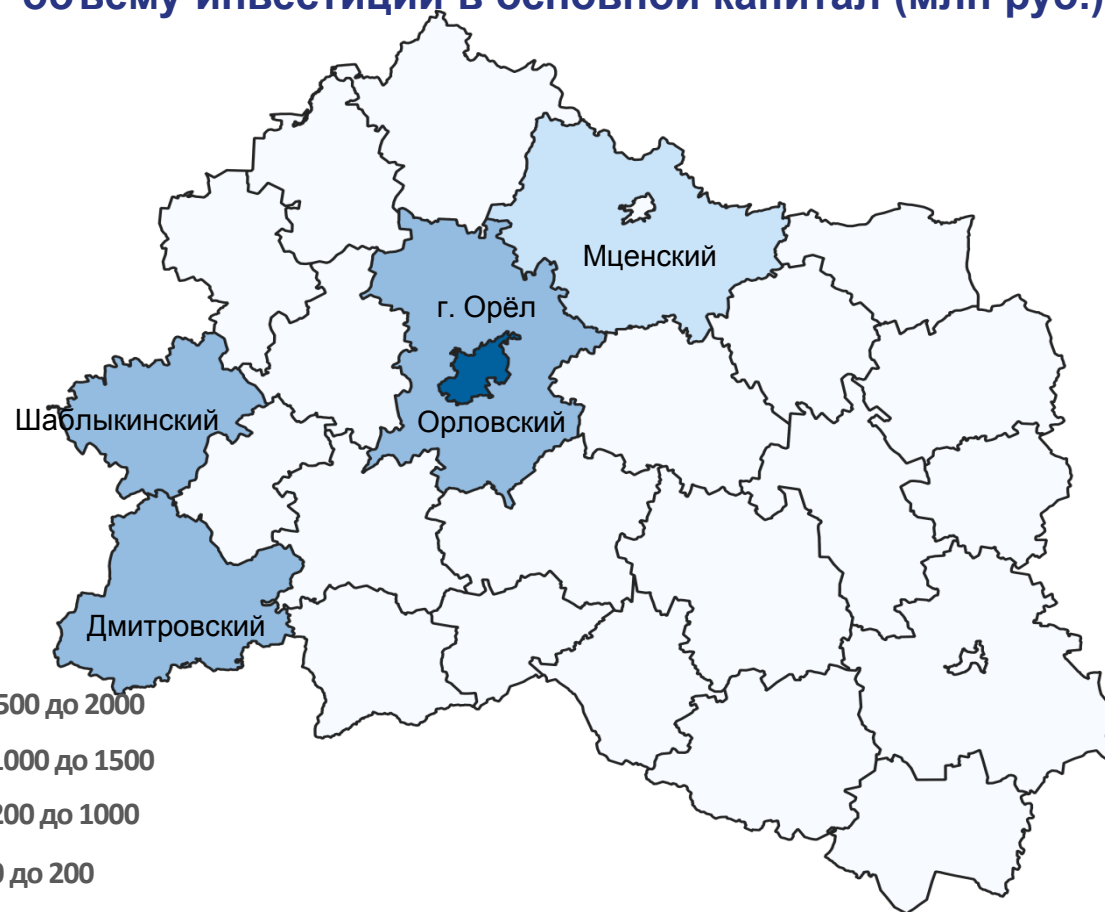 объему инвестиций в основной капитал (млн руб.)
Мценский
г. Орёл
Шаблыкинский
Орловский
Дмитровский
500 до 2000
1000 до 1500
200 до 1000
0 до 200